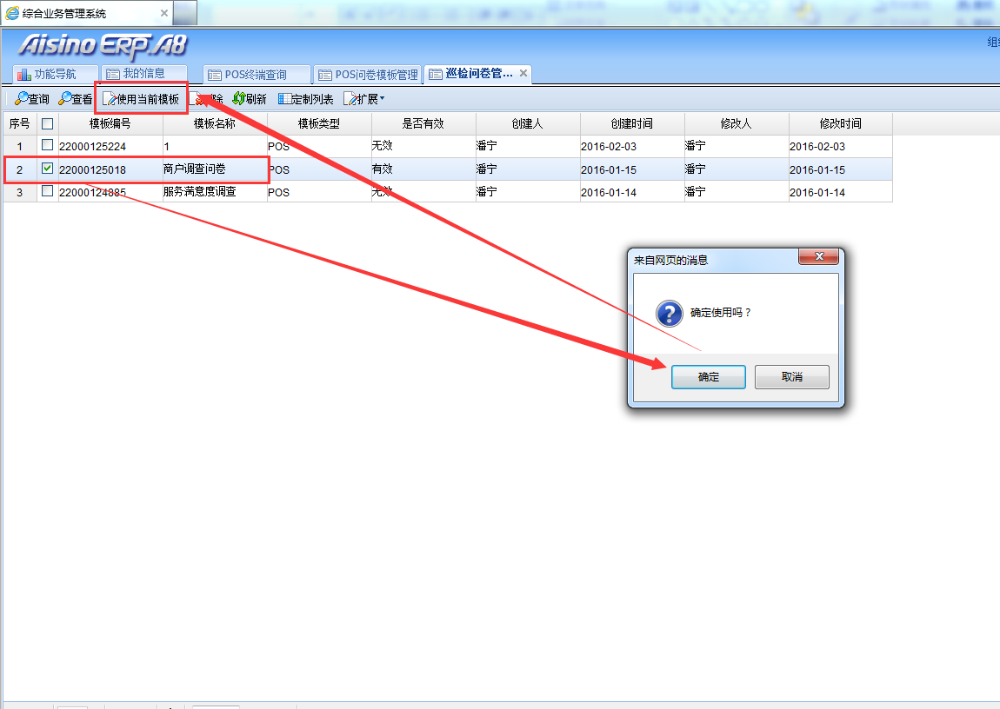 综合业务管理系统
Aisino ERP.A8
组
功能导航 我的信息 POS终端查询 POS问卷模板管理 巡检问卷管...
查询 查看 使用当前模板 除 刷新 定制列表 扩展
序号 模板编号 模板名称 模板类型 是否有效 创建人 创建时间 修改人 修改时间
1 22000125224 1 POS 无效 潘宁 2016-02-03 潘宁 2016-02-03
2 22000125018 商户调查问卷 POS 有效 潘宁 2016-01-15 潘宁 2016-01-15
3 22000124885 服务满意度调查 POS 无效 潘宁 2016-01-14 潘宁 2016-01-14
来自网页的消息
确定使用吗？
确定 取消